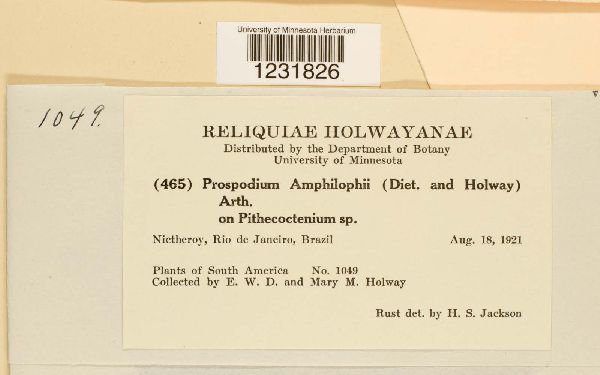 University of Minnesota Herbarium
1231826
1049.
RELIQUIAE HOLWAYANAE
Distributed by the Department of Botany
University of Minnesota
(465) Prospodium Amphilophii (Diet. and Holway)
Arth.
on Pithecoctenium sp.
Nictheroy, Rio de Janeiro, Brazil Aug. 18, 1921
Plants of South America No. 1049
Collected by E. W. D. and Mary M. Holway
Rust det. by H. S. Jackson